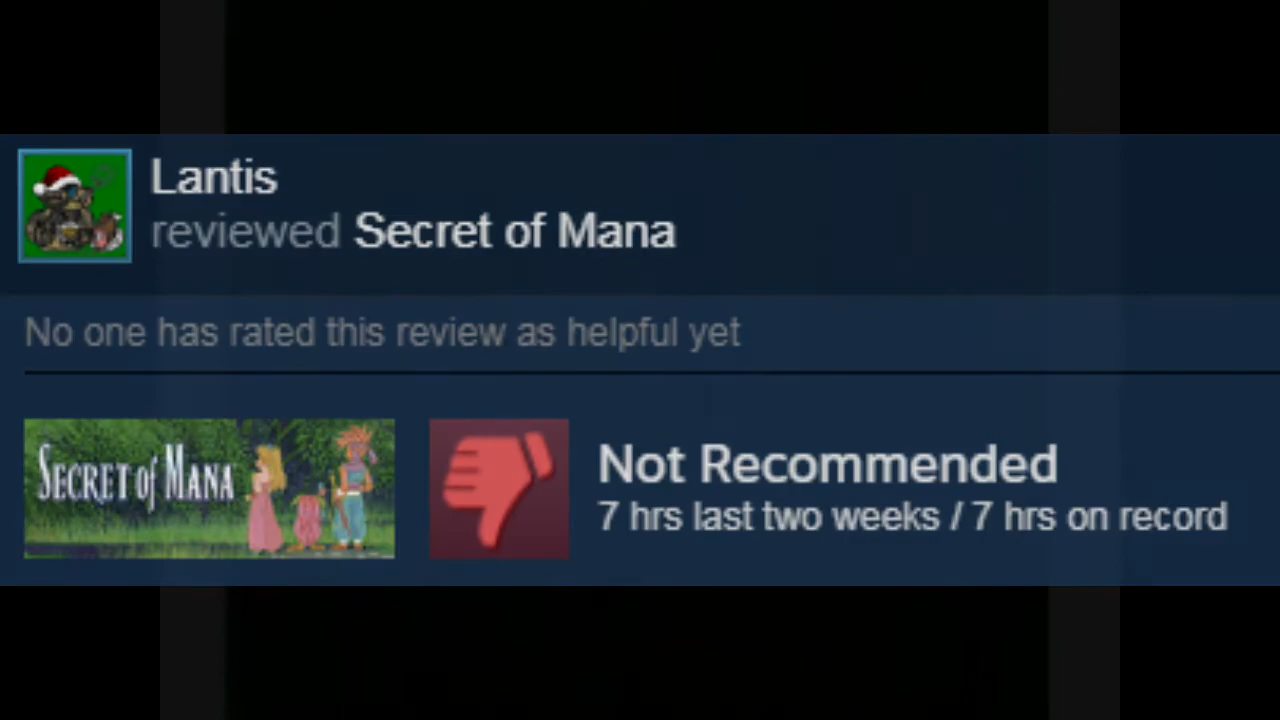 Lantis
reviewed Secret of Mana
No one has rated this review as helpful yet
SECRET of MANA
Not Recommended
7 hrs last two weeks / 7 hrs on record